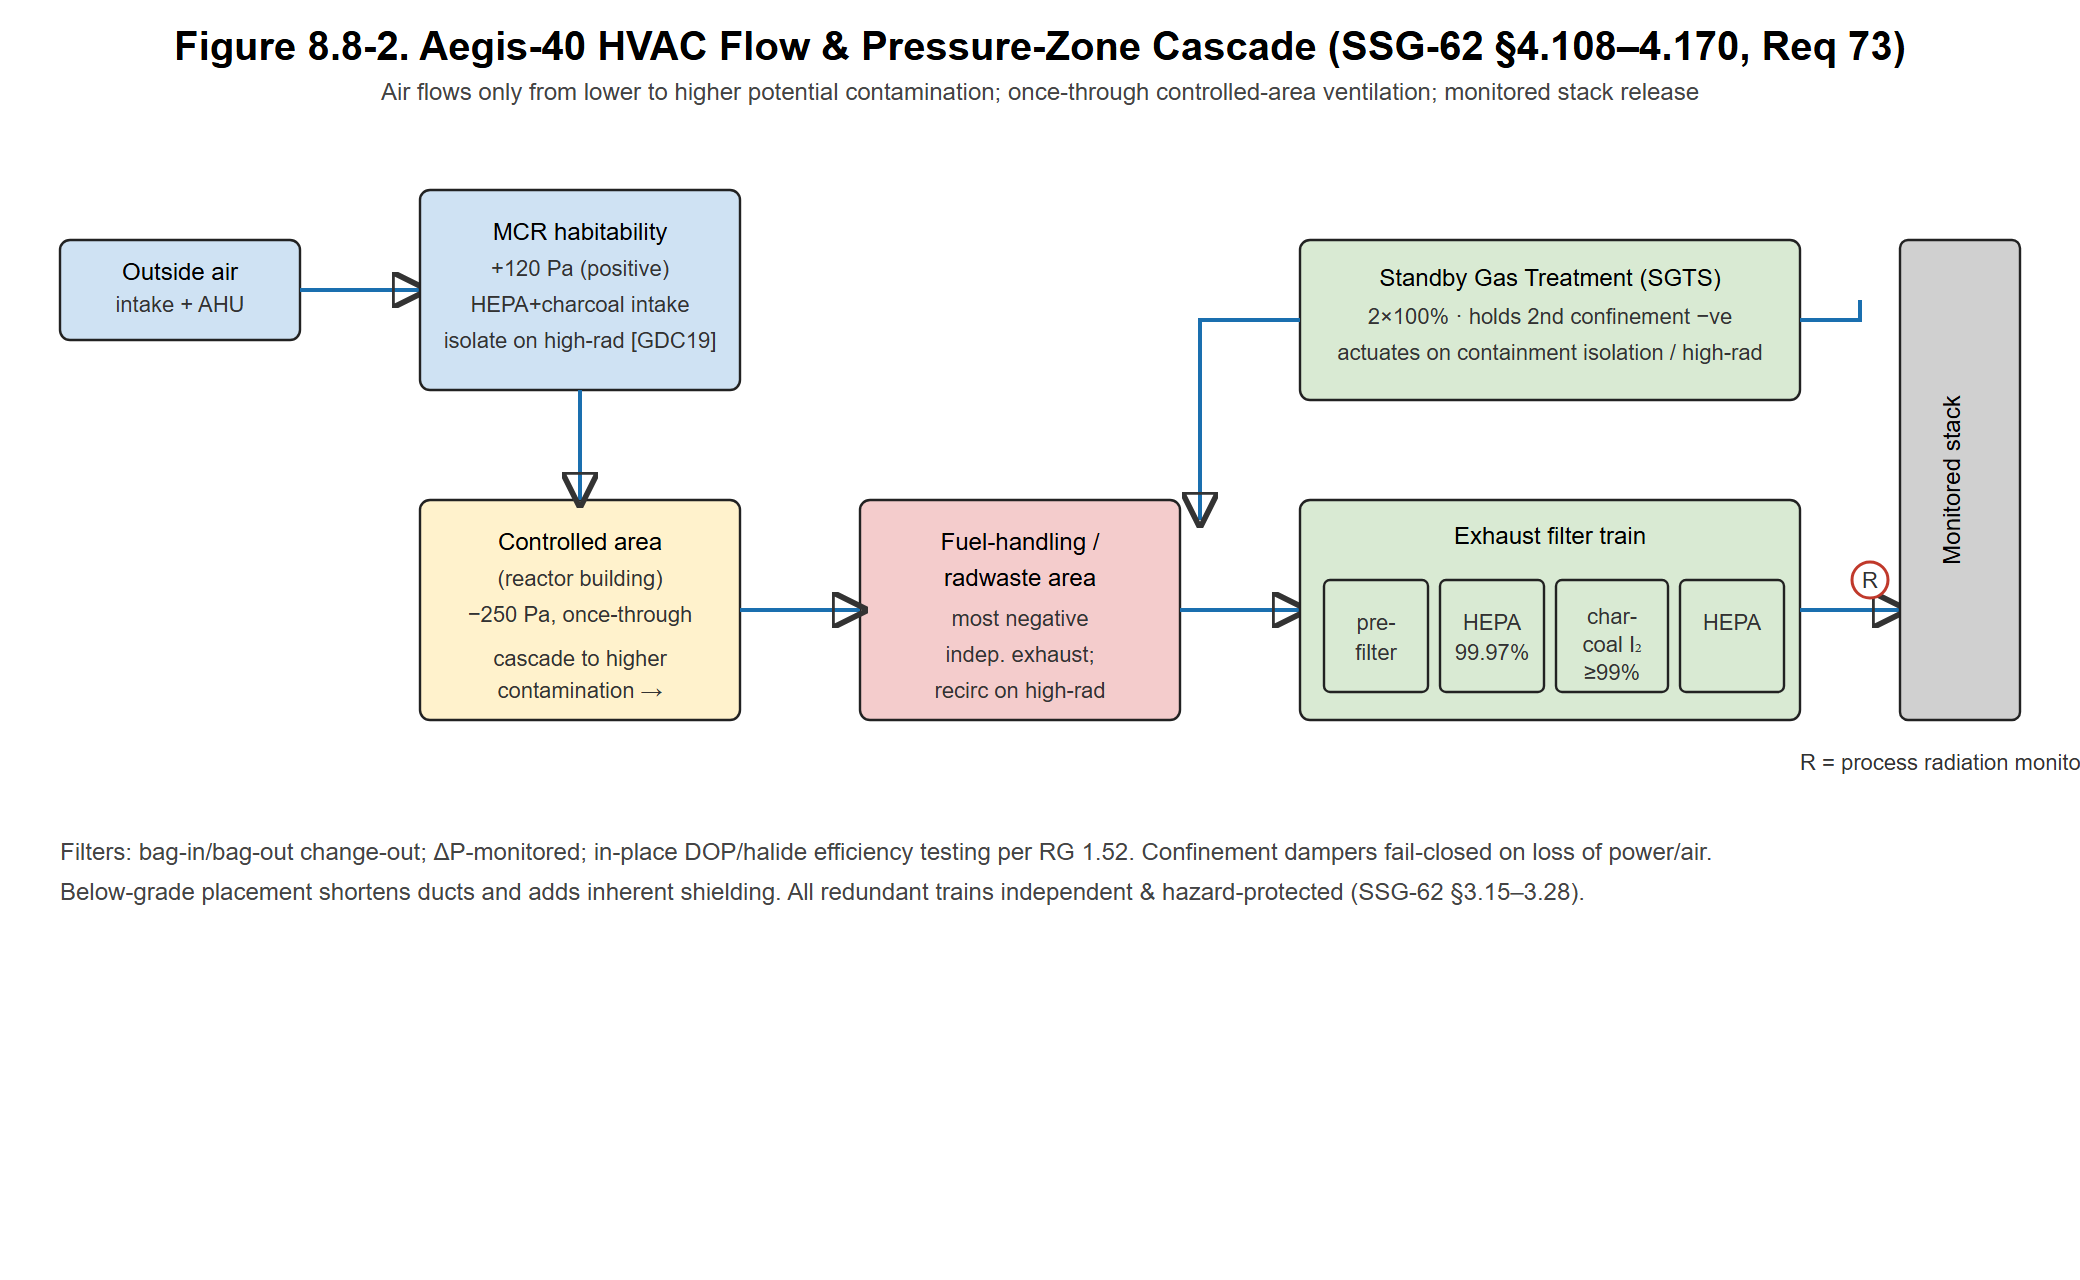 Figure 8.8-2. Aegis-40 HVAC Flow & Pressure-Zone Cascade (SSG-62 §4.108–4.170, Req 73)
Air flows only from lower to higher potential contamination; once-through controlled-area ventilation; monitored stack release
Outside air
intake + AHU
MCR habitability
+120 Pa (positive)
HEPA+charcoal intake
isolate on high-rad [GDC19]
Standby Gas Treatment (SGTS)
2×100% · holds 2nd confinement −ve
actuates on containment isolation / high-rad
Monitored stack
Controlled area
(reactor building)
−250 Pa, once-through
cascade to higher
contamination →
Fuel-handling /
radwaste area
most negative
indep. exhaust;
recirc on high-rad
Exhaust filter train
pre-
filter
HEPA
99.97%
char-
coal I₂
≥99%
HEPA
R
R = process radiation monito
Filters: bag-in/bag-out change-out; ΔP-monitored; in-place DOP/halide efficiency testing per RG 1.52. Confinement dampers fail-closed on loss of power/air.
Below-grade placement shortens ducts and adds inherent shielding. All redundant trains independent & hazard-protected (SSG-62 §3.15–3.28).